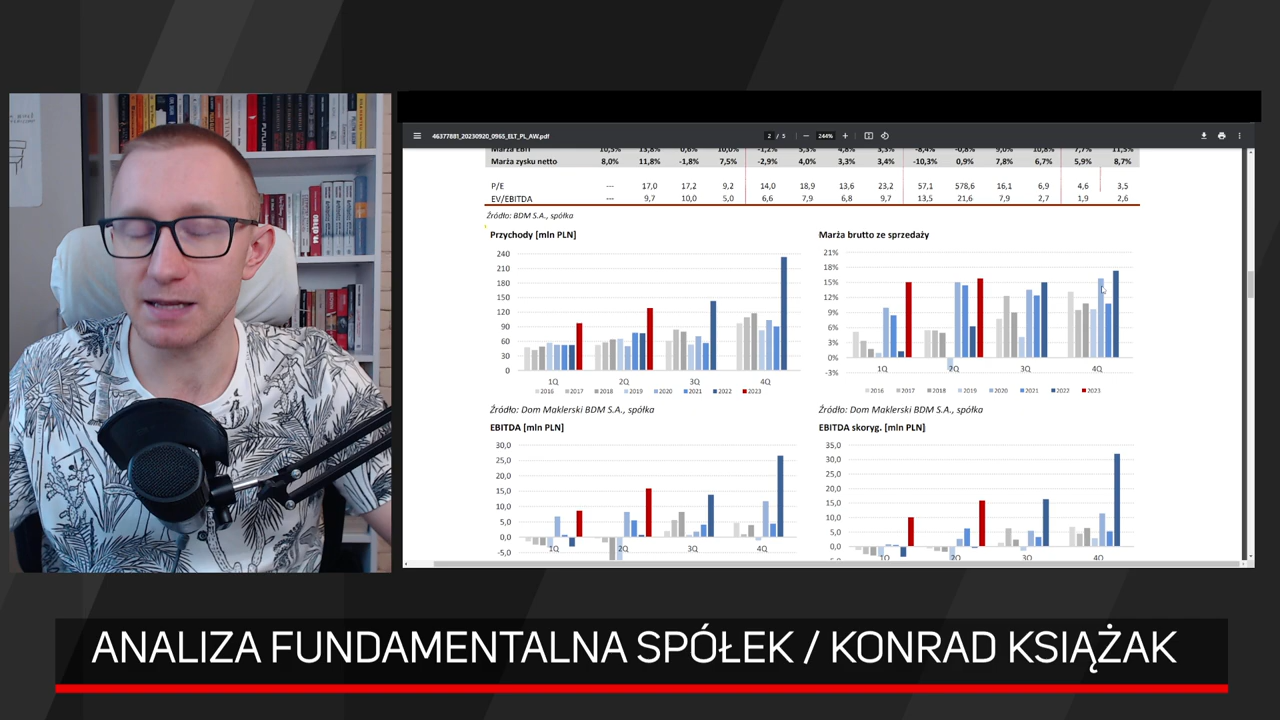 46377881_20230920_0965_ELT_PL_AW.pdf
2 / 5
244%
Marża EBIT
Marża zysku netto 8,0% 11,8% -1,8% 7,5% -2,9% 4,0% 3,3% 3,4% -10,3% 0,9% 7,8% 6,7% 5,9% 8,7%
P/E --- 17,0 17,2 9,2 14,0 18,9 13,6 23,2 57,1 578,6 16,1 6,9 4,6 3,5
EV/EBITDA --- 9,7 10,0 5,0 6,6 7,9 6,8 9,7 13,5 21,6 7,9 2,7 1,9 2,6
Źródło: BDM S.A., spółka
Przychody [mln PLN]
240
210
180
150
120
90
60
30
0
1Q 2Q 3Q 4Q
2016 2017 2018 2019 2020 2021 2022 2023
Źródło: Dom Maklerski BDM S.A., spółka
Marża brutto ze sprzedaży
21%
18%
15%
12%
9%
6%
3%
0%
-3%
1Q 2Q 3Q 4Q
2016 2017 2018 2019 2020 2021 2022 2023
Źródło: Dom Maklerski BDM S.A., spółka
EBITDA [mln PLN]
30,0
25,0
20,0
15,0
10,0
5,0
0,0
-5,0
1Q 2Q 3Q 4Q
EBITDA skoryg. [mln PLN]
35,0
30,0
25,0
20,0
15,0
10,0
5,0
0,0
1Q 2Q 3Q 4Q
ANALIZA FUNDAMENTALNA SPÓŁEK / KONRAD KSIĄŻAK